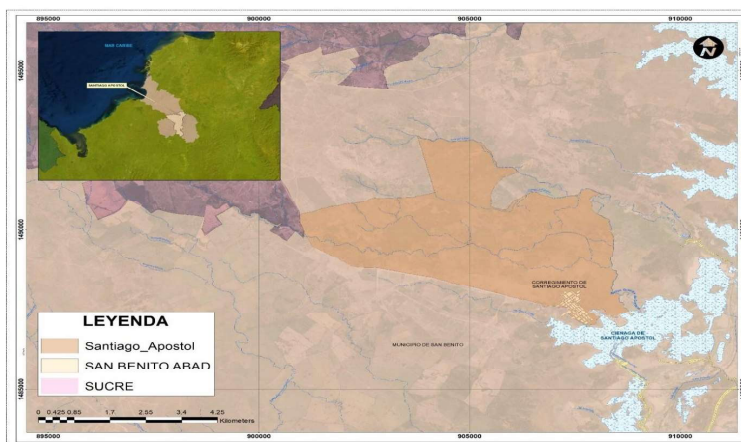 895000 900000 905000 910000
MAR CARIBE
SANTIAGO APOSTOL
N
1495000
1490000
1485000
CORREGIMIENTO DE
SANTIAGO APOSTOL
CIENAGA DE
SANTIAGO APOSTOL
MUNICIPIO DE SAN BENITO
LEYENDA
Santiago_Apostol
SAN BENITO ABAD
SUCRE
0 0.425 0.85 1.7 2.55 3.4 4.25
Kilometers
895000 900000 905000 910000